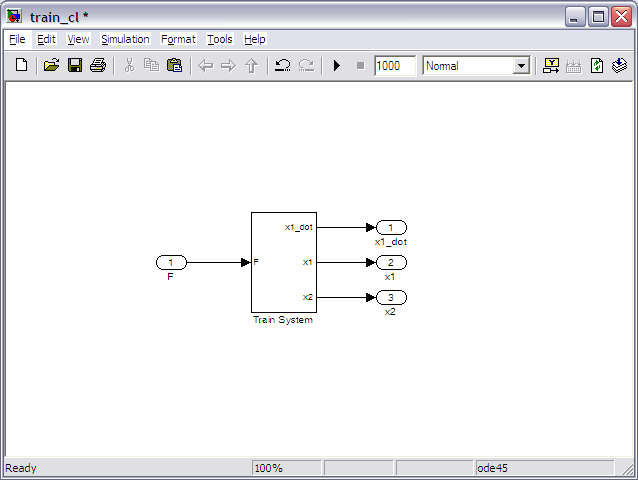 train_cl *
File Edit View Simulation Format Tools Help
1000 Normal
x1_dot 1
x1_dot
1 F x1 2
F x1
x2 3
Train System x2
Ready 100% ode45